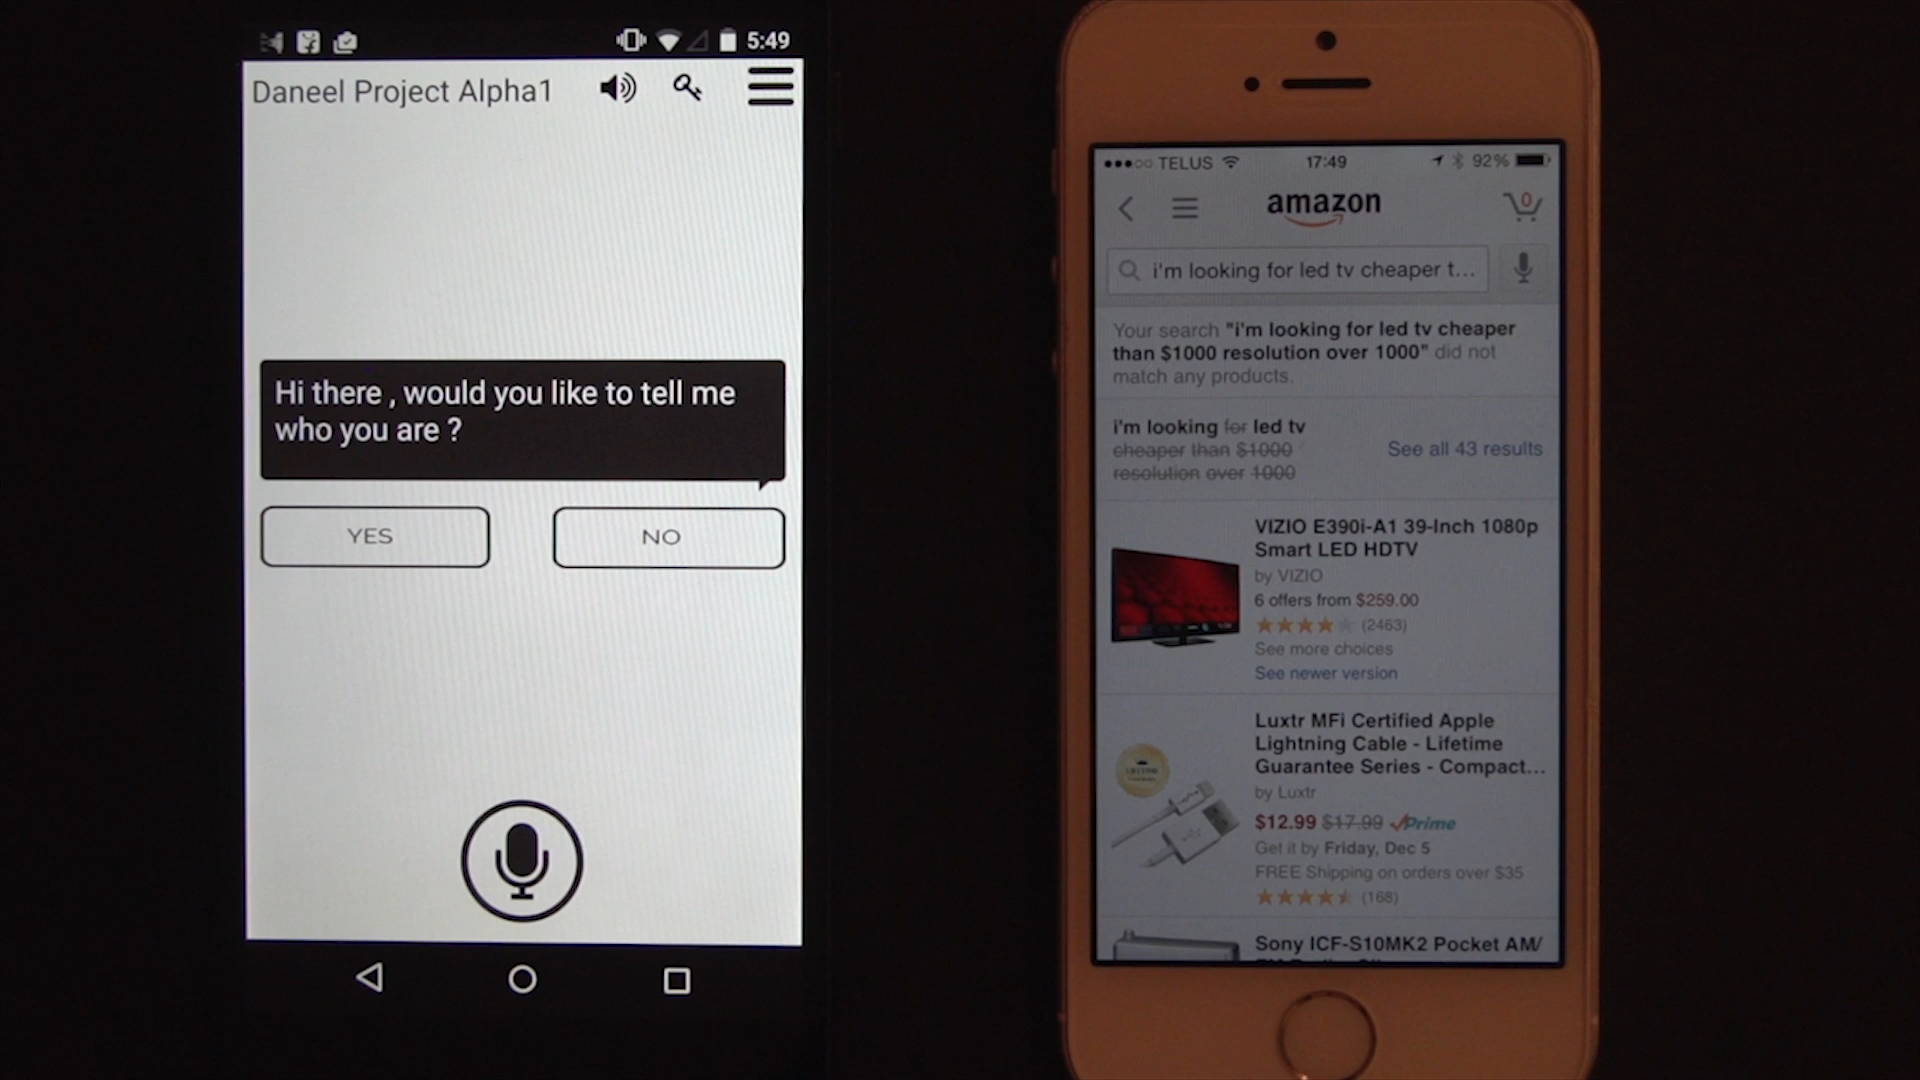 5:49
Daneel Project Alpha1
Hi there , would you like to tell me
who you are ?
YES
NO
TELUS
17:49
92%
amazon
0
i'm looking for led tv cheaper t...
Your search "i'm looking for led tv cheaper
than $1000 resolution over 1000" did not
match any products.
i'm looking for led tv
cheaper than $1000
resolution over 1000
See all 43 results
VIZIO E390i-A1 39-Inch 1080p
Smart LED HDTV
by VIZIO
6 offers from $259.00
(2463)
See more choices
See newer version
Luxtr MFi Certified Apple
Lightning Cable - Lifetime
Guarantee Series - Compact...
by Luxtr
$12.99 $17.99 Prime
Get it by Friday, Dec 5
FREE Shipping on orders over $35
(168)
Sony ICF-S10MK2 Pocket AM/